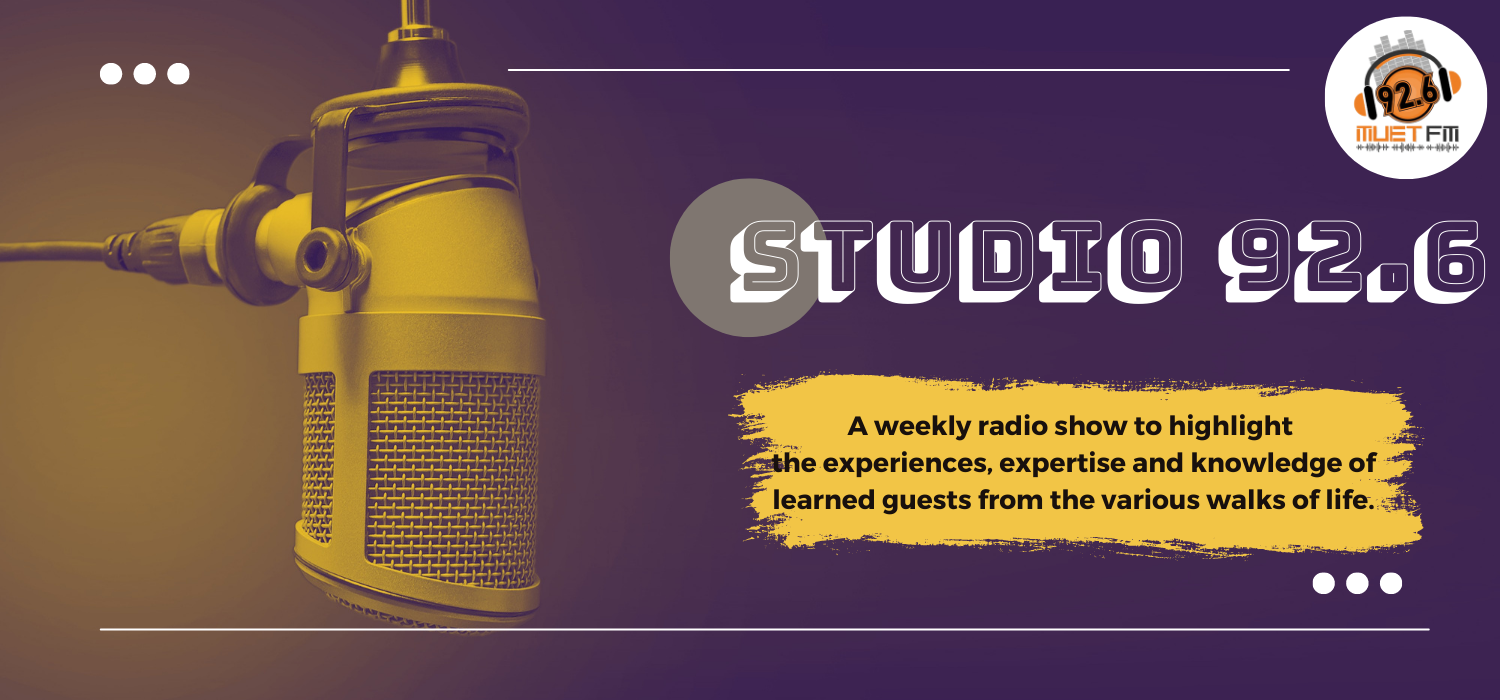 92.6
MUET FM
STUDIO 92.6
A weekly radio show to highlight
the experiences, expertise and knowledge of
learned guests from the various walks of life.